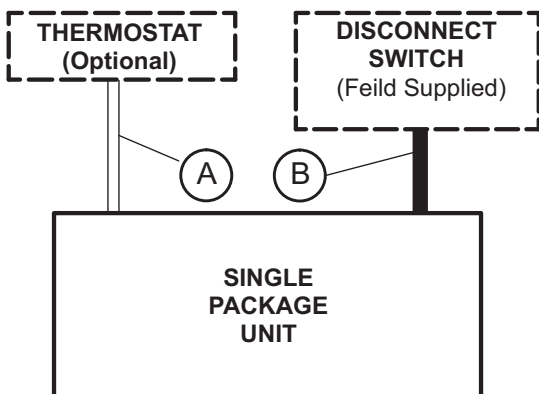 THERMOSTAT
(Optional)
DISCONNECT
SWITCH
(Feild Supplied)
A
B
SINGLE
PACKAGE
UNIT